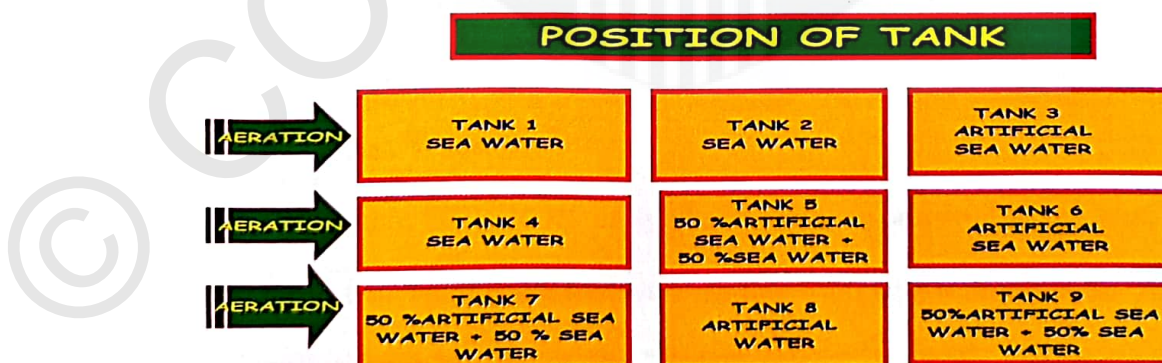 POSITION OF TANK
AERATION
TANK 1
SEA WATER
TANK 2
SEA WATER
TANK 3
ARTIFICIAL
SEA WATER
AERATION
TANK 4
SEA WATER
TANK 5
50 %ARTIFICIAL
SEA WATER +
50 %SEA WATER
TANK 6
ARTIFICIAL
SEA WATER
AERATION
TANK 7
50 %ARTIFICIAL SEA
WATER + 50 % SEA
WATER
TANK 8
ARTIFICIAL
WATER
TANK 9
50%ARTIFICIAL SEA
WATER + 50% SEA
WATER